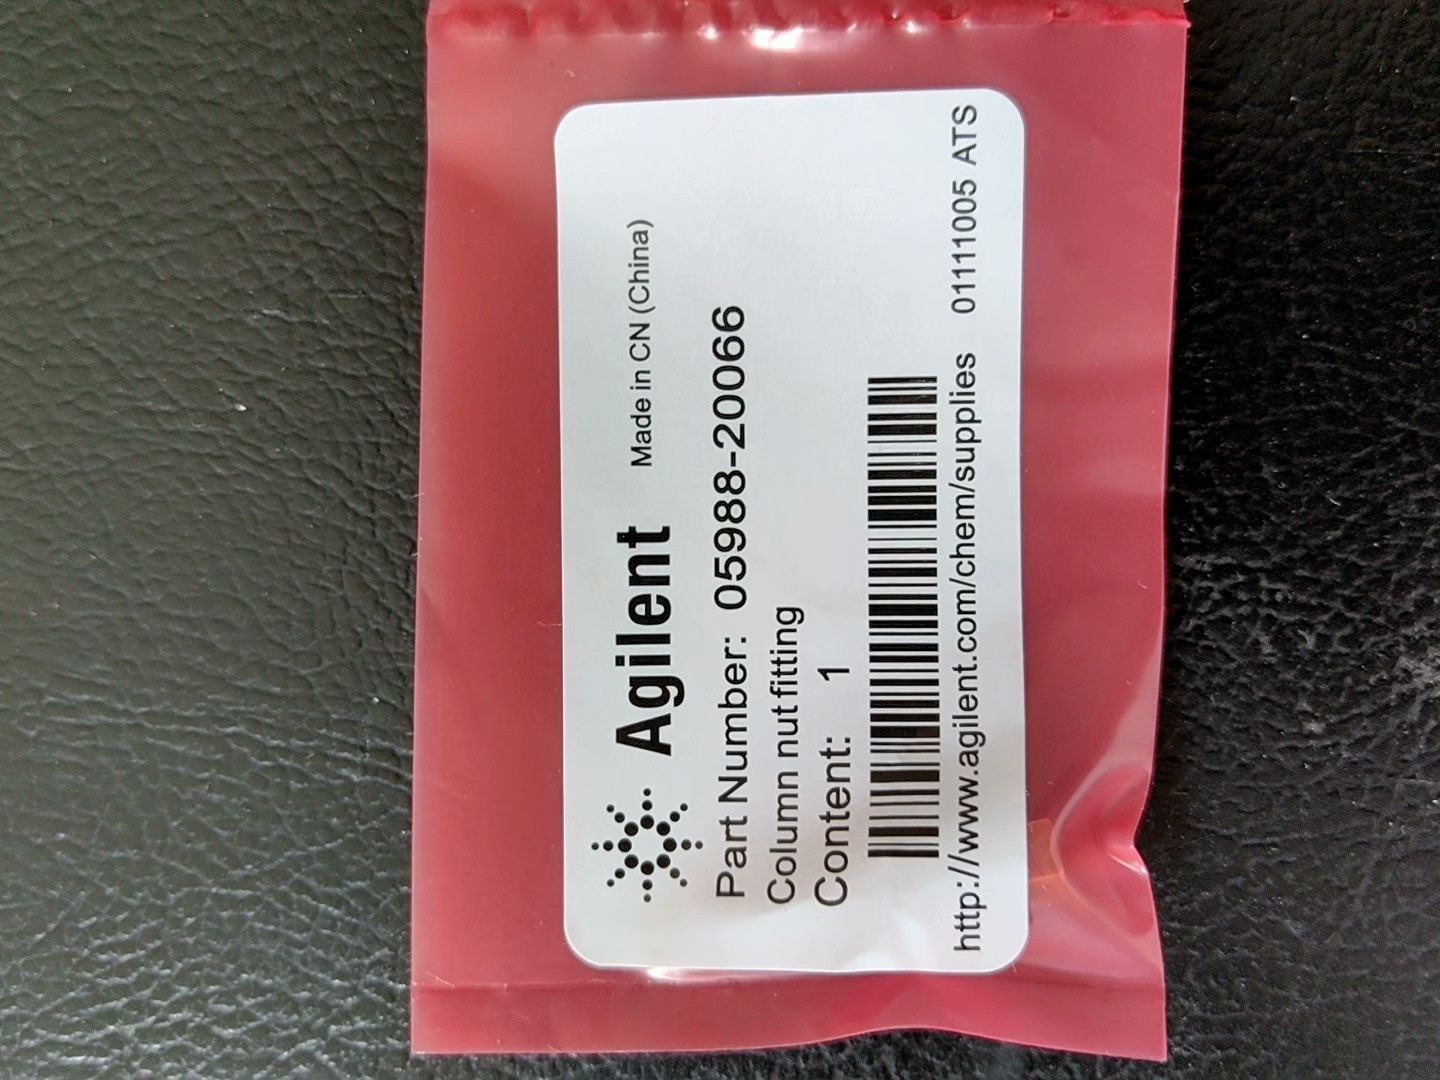 Agilent Made in CN (China)
Part Number: 05988-20066
Column nut fitting
Content: 1
http://www.agilent.com/chem/supplies 01111005 ATS